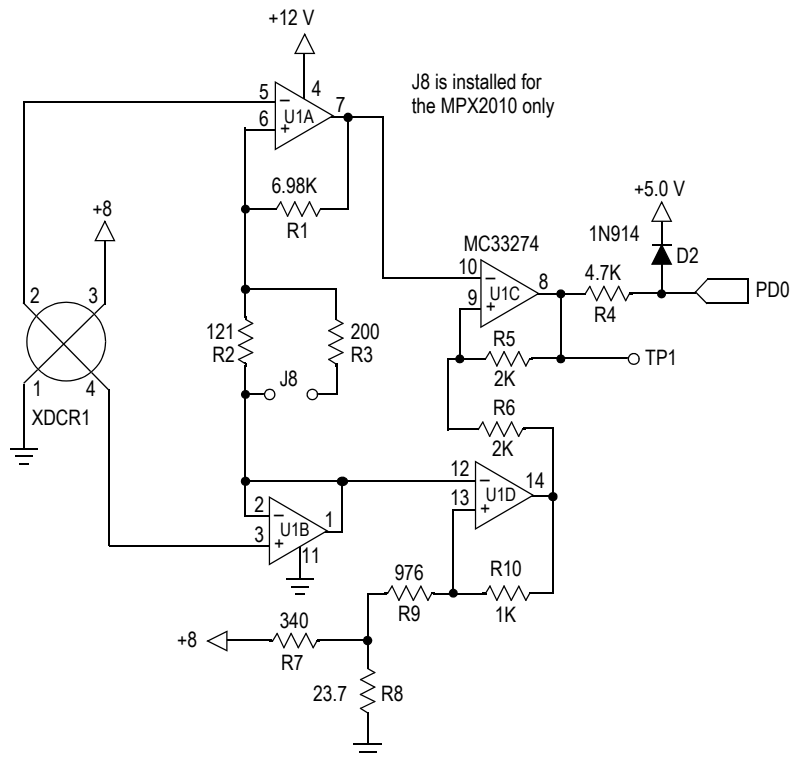 +12 V
4
5
−
7
U1A
6
+
J8 is installed for
the MPX2010 only
6.98K
R1
+8
+5.0 V
1N914
D2
MC33274
10
−
8
U1C
9
+
4.7K
R4
PD0
2
3
1
4
XDCR1
121
R2
200
R3
J8
R5
2K
TP1
R6
2K
12
−
14
U1D
13
+
2
−
1
U1B
3
+
11
976
R9
R10
1K
+8
340
R7
23.7
R8